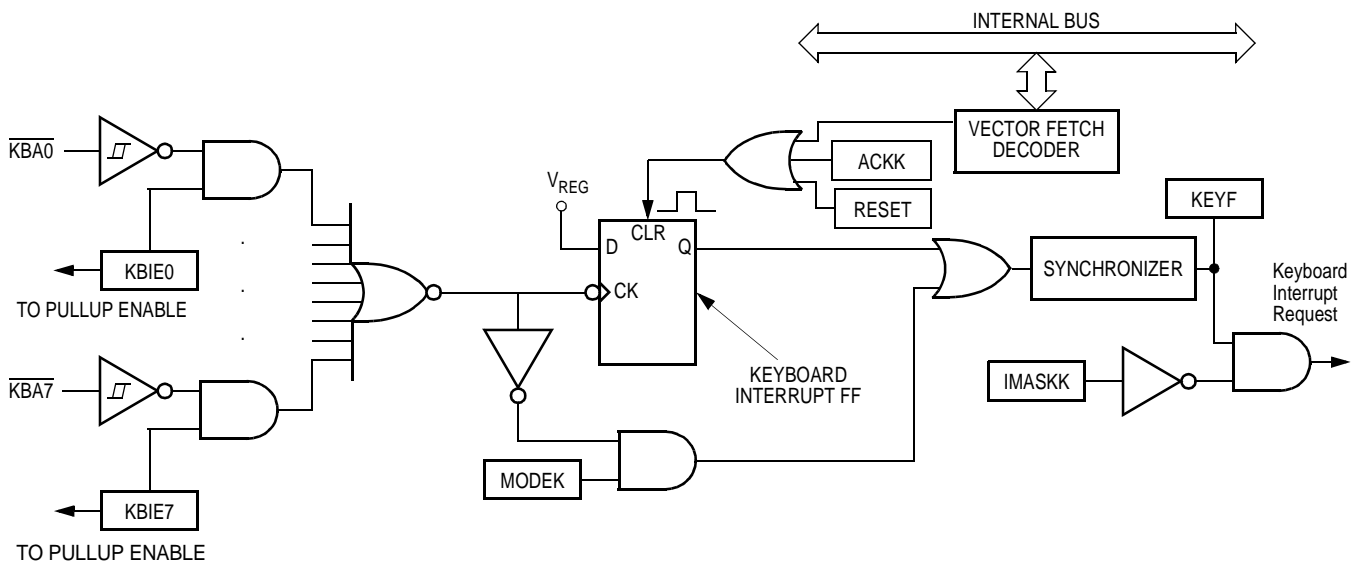 INTERNAL BUS
VECTOR FETCH
DECODER
KBA0
ACKK
VREG
RESET
KEYF
CLR
D
Q
CK
KBIE0
TO PULLUP ENABLE
SYNCHRONIZER
Keyboard
Interrupt
Request
KBA7
KEYBOARD
INTERRUPT FF
IMASKK
MODEK
KBIE7
TO PULLUP ENABLE